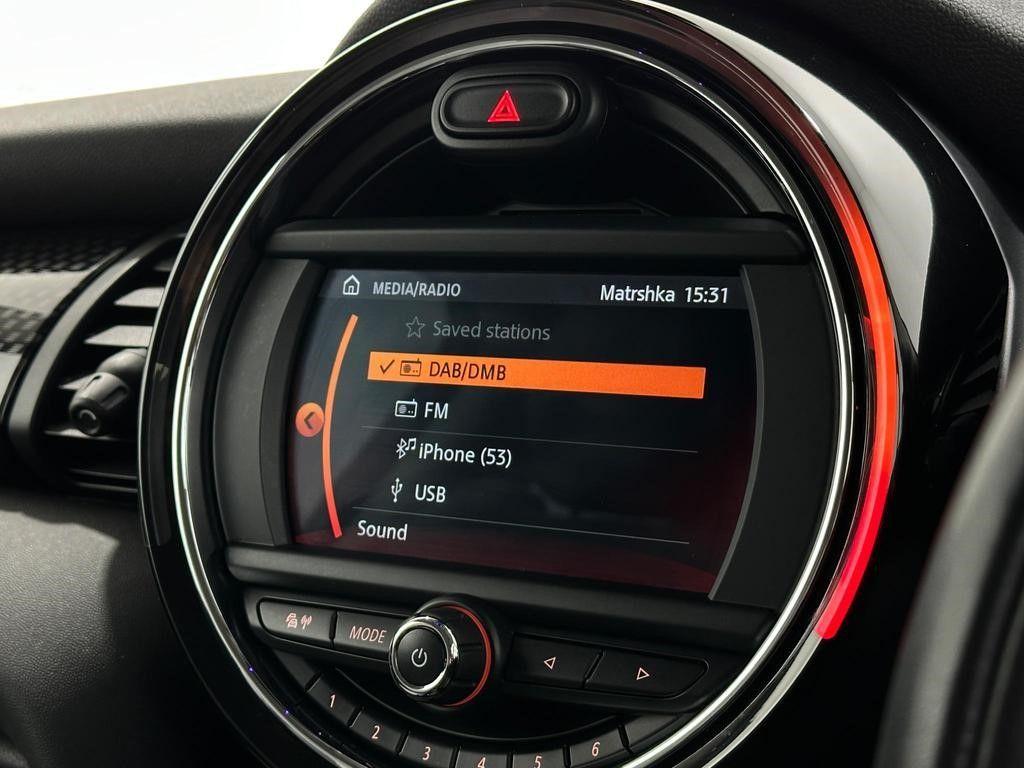 MEDIA/RADIO
Matrshka 15:31
Saved stations
DAB/DMB
FM
iPhone (53)
USB
Sound
MODE
1 2 3 4 5 6